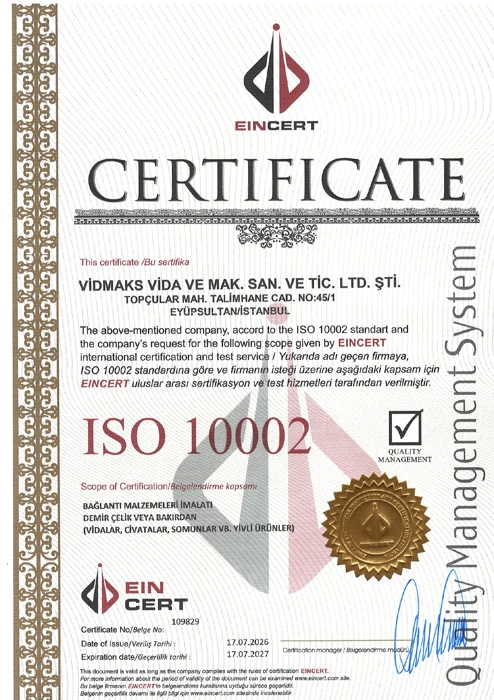 EINCERT
CERTIFICATE
This certificate /Bu sertifika
VİDMAKS VİDA VE MAK. SAN. VE TİC. LTD. ŞTİ.
TOPÇULAR MAH. TALİMHANE CAD. NO:45/1
EYÜPSULTAN/İSTANBUL
The above-mentioned company, accord to the ISO 10002 standart and
the company's request for the following scope given by EINCERT
international certification and test service / Yukarıda adı geçen firmaya,
ISO 10002 standardına göre ve firmanın isteği üzerine aşağıdaki kapsam için
EINCERT uluslar arası sertifikasyon ve test hizmetleri tarafından verilmiştir.
ISO 10002
QUALITY
MANAGEMENT
Scope of Certification/Belgelendirme kapsamı
BAĞLANTI MALZEMELERİ İMALATI
DEMİR ÇELİK VEYA BAKIRDAN
(VİDALAR, CİVATALAR, SOMUNLAR VB. YİVLİ ÜRÜNLER)
EIN
CERT
Certificate No/Belge No: 109829
Date of Issue/Veriliş Tarihi : 17.07.2026
Expiration date/Geçerlilik tarihi : 17.07.2027
Certification manager / Belgelendirme müdürü
This document is valid as long as the company complies with the rules of certification EINCERT.
For more information about the period of validity of the document can be examined www.eincert.com site.
Bu belge firmanın EINCERT'in belgelendirme kurallarına uyduğu sürece geçerlidir.
Belgenin geçerlilik devamı ile ilgili bilgi için www.eincert.com sitesinde incelenebilir
Quality Management System